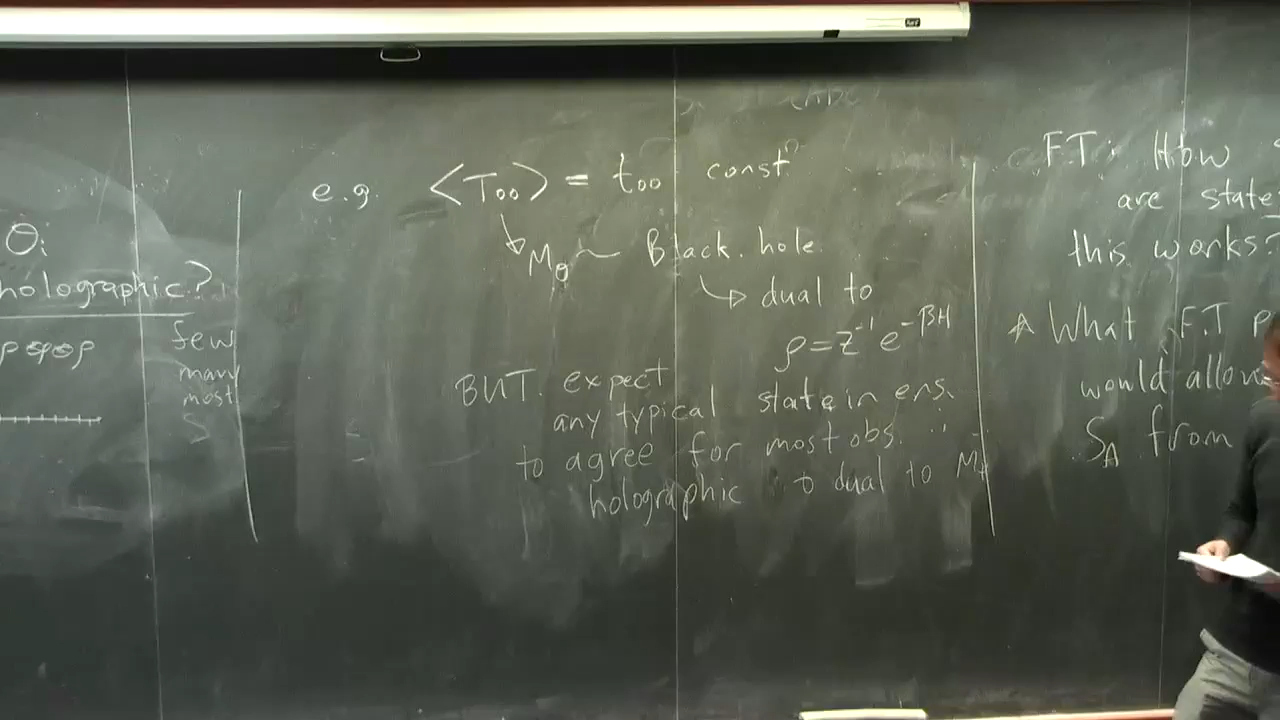 O:
holographic?
few
many
most
S
e.g. <T₀₀> = t₀₀ const
M₀ ~ Black hole
↳ dual to
ρ = Z⁻¹ e^{-βH}
BUT expect
any typical state in ens.
to agree for most obs.
holographic dual to M
F.T: How
are state
this works?
What F.T
would allow
S_A from